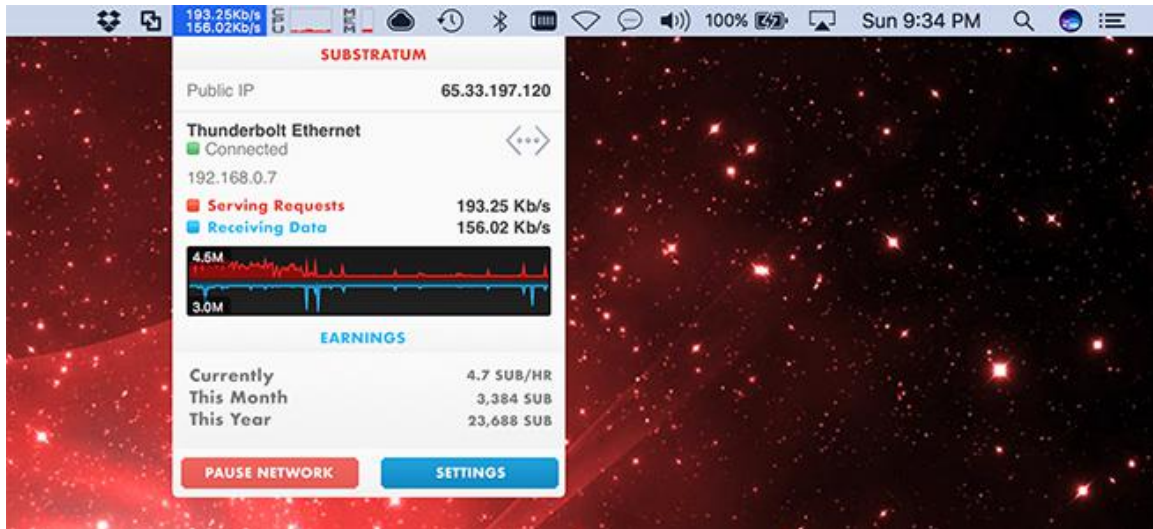 193.25Kb/s CPU MEM 100% Sun 9:34 PM
156.02Kb/s
SUBSTRATUM
Public IP 65.33.197.120
Thunderbolt Ethernet
Connected
192.168.0.7
Serving Requests 193.25 Kb/s
Receiving Data 156.02 Kb/s
4.5M
3.0M
EARNINGS
Currently 4.7 SUB/HR
This Month 3,384 SUB
This Year 23,688 SUB
PAUSE NETWORK SETTINGS